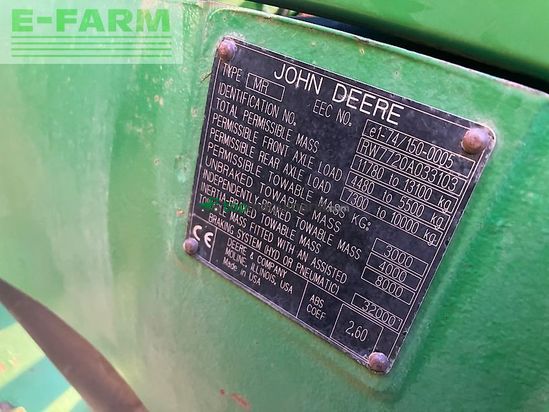 E-FARM
JOHN DEERE
TYPE MR EEC NO. e1-74/150-0005
IDENTIFICATION NO. RW7720A033103
TOTAL PERMISSIBLE MASS 11780 to 13100 kg
PERMISSIBLE FRONT AXLE LOAD 4480 to 5500 kg
PERMISSIBLE REAR AXLE LOAD to kg
PERMISSIBLE TOWABLE MASS KG:
UNBRAKED TOWABLE MASS 3000
INDEPENDENTLY-BRAKED TOWABLE MASS 4000
INERTIA-BRAKED TOWABLE MASS 8000
MASS FITTED WITH AN ASSISTED
BRAKING SYSTEM (HYD OR PNEUMATIC) 32000
CE
DEERE & COMPANY
MOLINE, ILLINOIS, USA
Made in USA
ABS
COEF 2.60